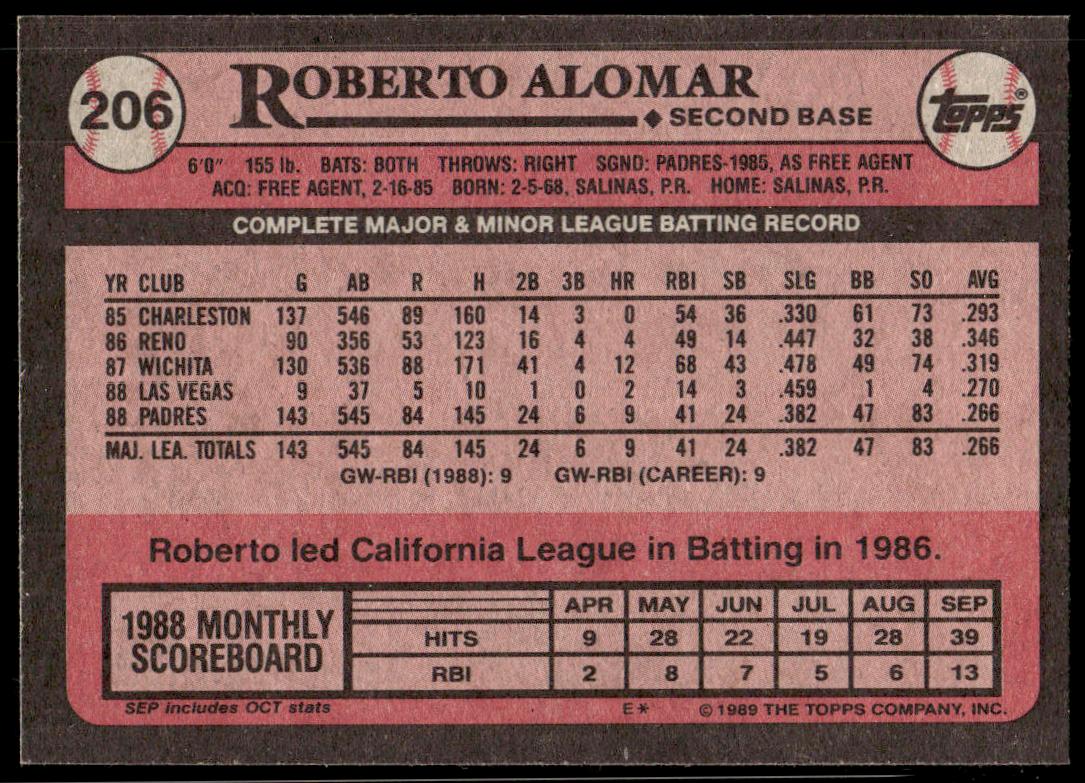 206
ROBERTO ALOMAR
◆ SECOND BASE
TOPPS®
6'0" 155 lb. BATS: BOTH THROWS: RIGHT SGND: PADRES-1985, AS FREE AGENT
ACQ: FREE AGENT, 2-16-85 BORN: 2-5-68, SALINAS, P.R. HOME: SALINAS, P.R.
COMPLETE MAJOR & MINOR LEAGUE BATTING RECORD
YR CLUB G AB R H 2B 3B HR RBI SB SLG BB SO AVG
85 CHARLESTON 137 546 89 160 14 3 0 54 36 .330 61 73 .293
86 RENO 90 356 53 123 16 4 4 49 14 .447 32 38 .346
87 WICHITA 130 536 88 171 41 4 12 68 43 .478 49 74 .319
88 LAS VEGAS 9 37 5 10 1 0 2 14 3 .459 1 4 .270
88 PADRES 143 545 84 145 24 6 9 41 24 .382 47 83 .266
MAJ. LEA. TOTALS 143 545 84 145 24 6 9 41 24 .382 47 83 .266
GW-RBI (1988): 9 GW-RBI (CAREER): 9
Roberto led California League in Batting in 1986.
1988 MONTHLY
SCOREBOARD
APR MAY JUN JUL AUG SEP
HITS 9 28 22 19 28 39
RBI 2 8 7 5 6 13
SEP includes OCT stats
E* © 1989 THE TOPPS COMPANY, INC.